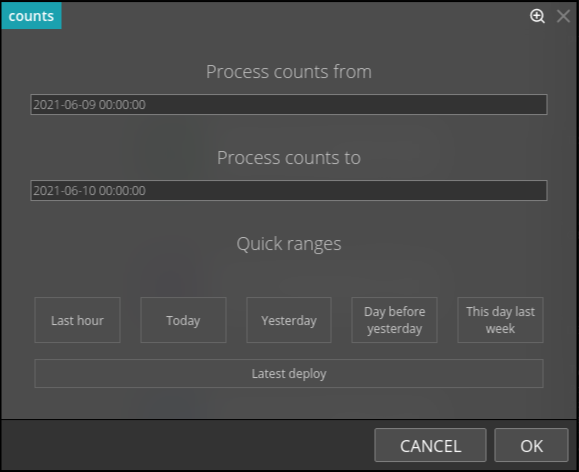 counts
Process counts from
2021-06-09 00:00:00
Process counts to
2021-06-10 00:00:00
Quick ranges
Last hour
Today
Yesterday
Day before
yesterday
This day last
week
Latest deploy
CANCEL
OK